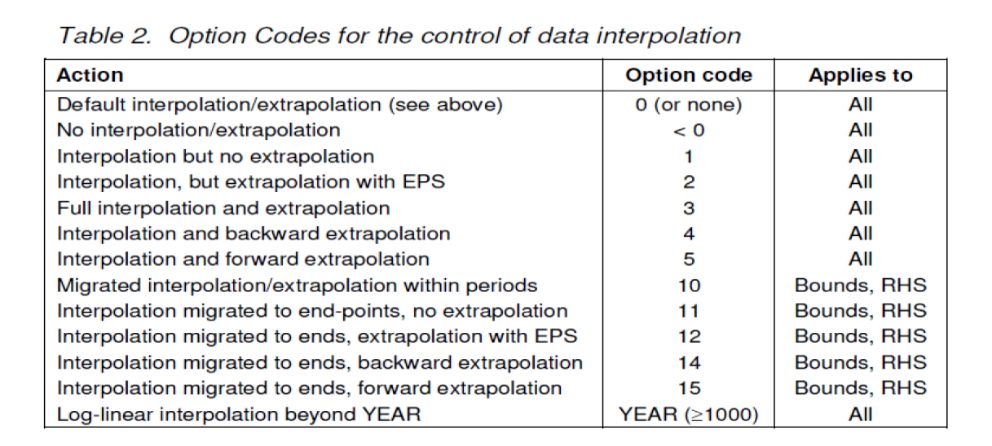 Table 2. Option Codes for the control of data interpolation
Action Option code Applies to
Default interpolation/extrapolation (see above) 0 (or none) All
No interpolation/extrapolation < 0 All
Interpolation but no extrapolation 1 All
Interpolation, but extrapolation with EPS 2 All
Full interpolation and extrapolation 3 All
Interpolation and backward extrapolation 4 All
Interpolation and forward extrapolation 5 All
Migrated interpolation/extrapolation within periods 10 Bounds, RHS
Interpolation migrated to end-points, no extrapolation 11 Bounds, RHS
Interpolation migrated to ends, extrapolation with EPS 12 Bounds, RHS
Interpolation migrated to ends, backward extrapolation 14 Bounds, RHS
Interpolation migrated to ends, forward extrapolation 15 Bounds, RHS
Log-linear interpolation beyond YEAR YEAR (≥1000) All